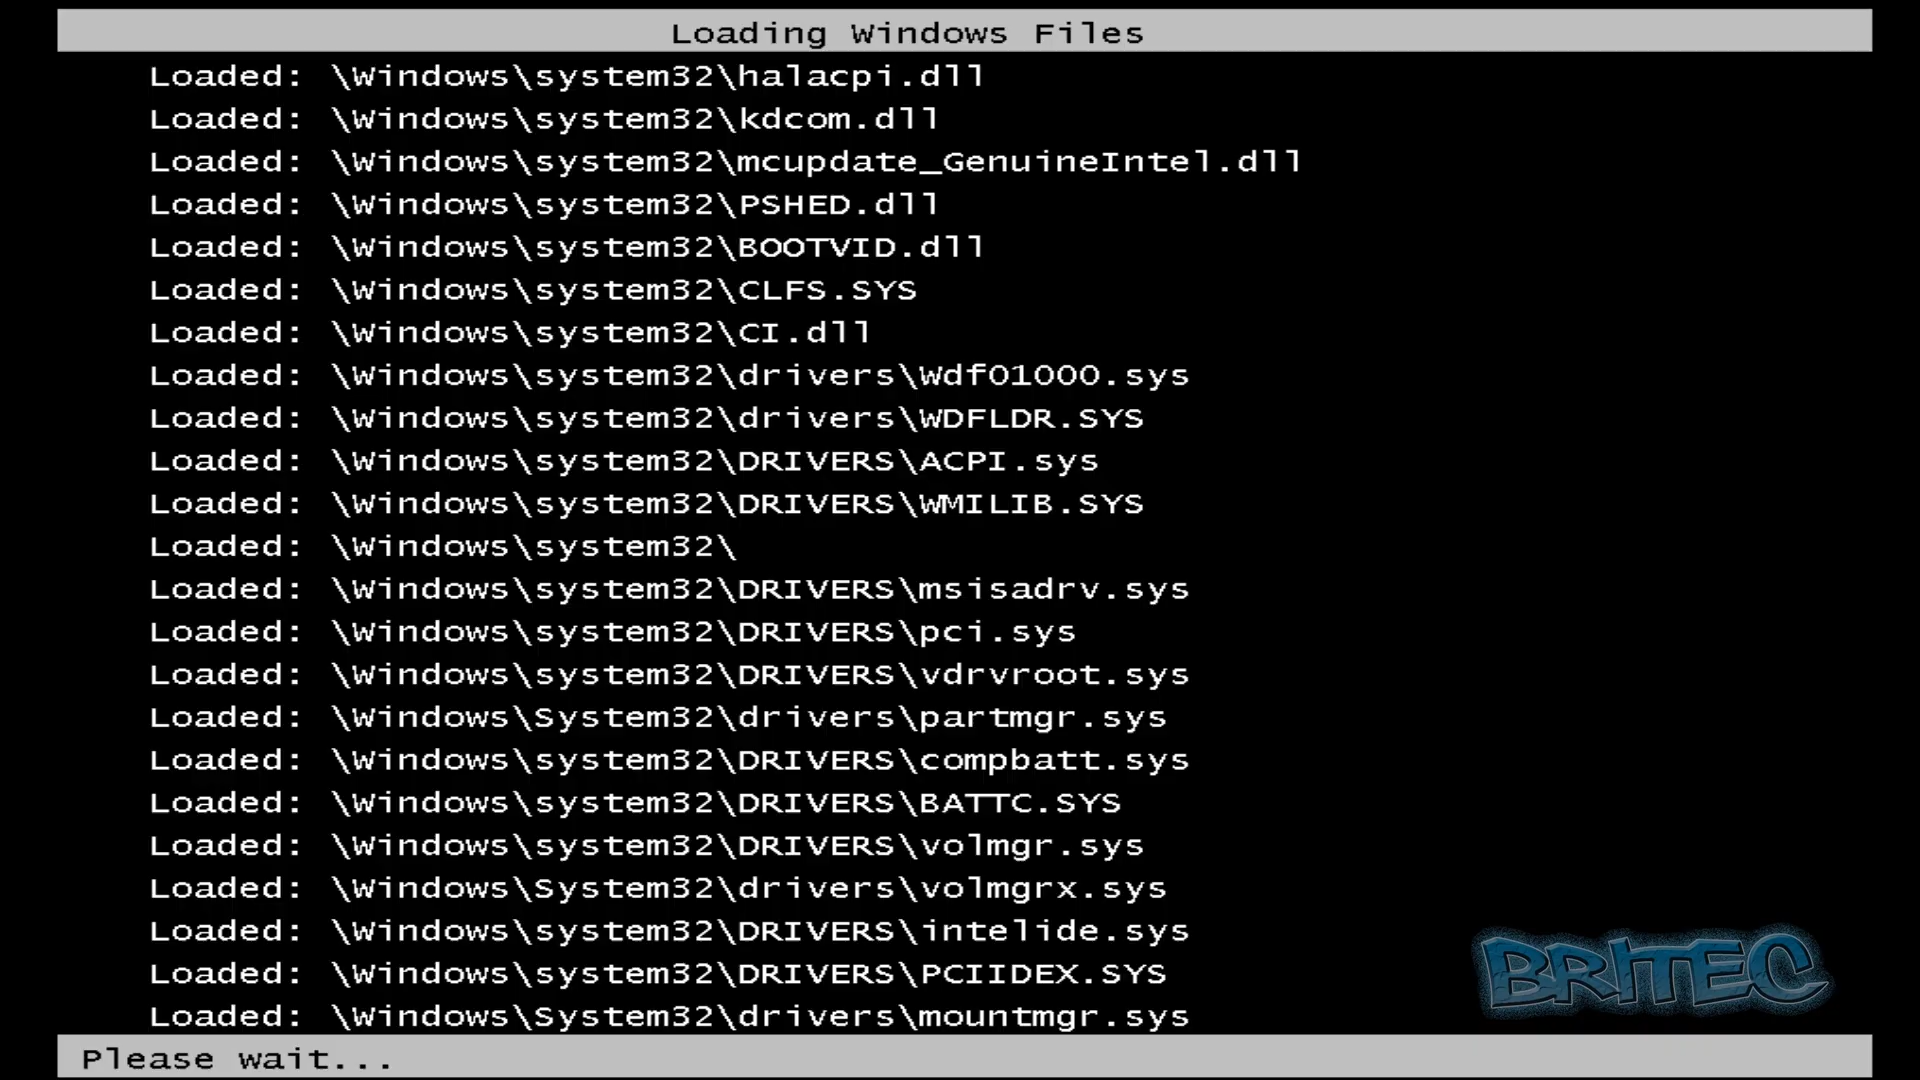 Loading Windows Files
Loaded: \Windows\system32\halacpi.dll
Loaded: \Windows\system32\kdcom.dll
Loaded: \Windows\system32\mcupdate_GenuineIntel.dll
Loaded: \Windows\system32\PSHED.dll
Loaded: \Windows\system32\BOOTVID.dll
Loaded: \Windows\system32\CLFS.SYS
Loaded: \Windows\system32\CI.dll
Loaded: \Windows\system32\drivers\Wdf01000.sys
Loaded: \Windows\system32\drivers\WDFLDR.SYS
Loaded: \Windows\system32\DRIVERS\ACPI.sys
Loaded: \Windows\system32\DRIVERS\WMILIB.SYS
Loaded: \Windows\system32\
Loaded: \Windows\system32\DRIVERS\msisadrv.sys
Loaded: \Windows\system32\DRIVERS\pci.sys
Loaded: \Windows\system32\DRIVERS\vdrvroot.sys
Loaded: \Windows\System32\drivers\partmgr.sys
Loaded: \Windows\system32\DRIVERS\compbatt.sys
Loaded: \Windows\system32\DRIVERS\BATTC.SYS
Loaded: \Windows\system32\DRIVERS\volmgr.sys
Loaded: \Windows\System32\drivers\volmgrx.sys
Loaded: \Windows\system32\DRIVERS\intelide.sys
Loaded: \Windows\system32\DRIVERS\PCIIDEX.SYS
Loaded: \Windows\System32\drivers\mountmgr.sys
BRITEC
Please wait...